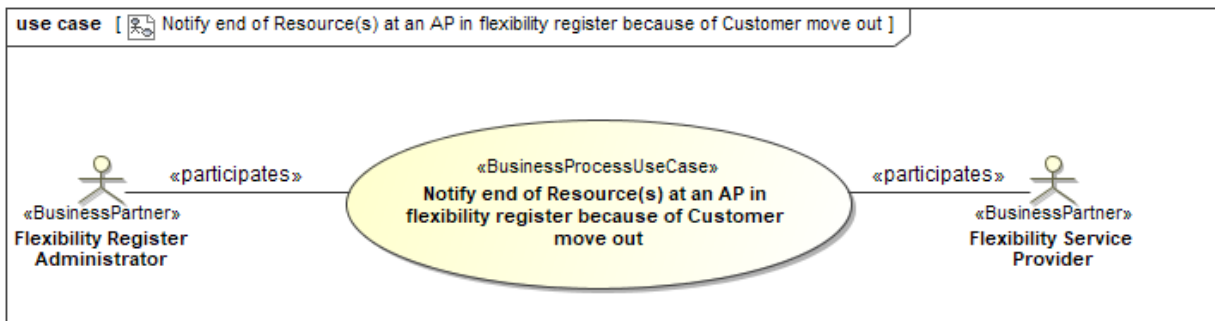 use case [ Notify end of Resource(s) at an AP in flexibility register because of Customer move out ]
«BusinessProcessUseCase»
Notify end of Resource(s) at an AP in
flexibility register because of Customer
move out
«participates»
«participates»
«BusinessPartner»
Flexibility Register
Administrator
«BusinessPartner»
Flexibility Service
Provider